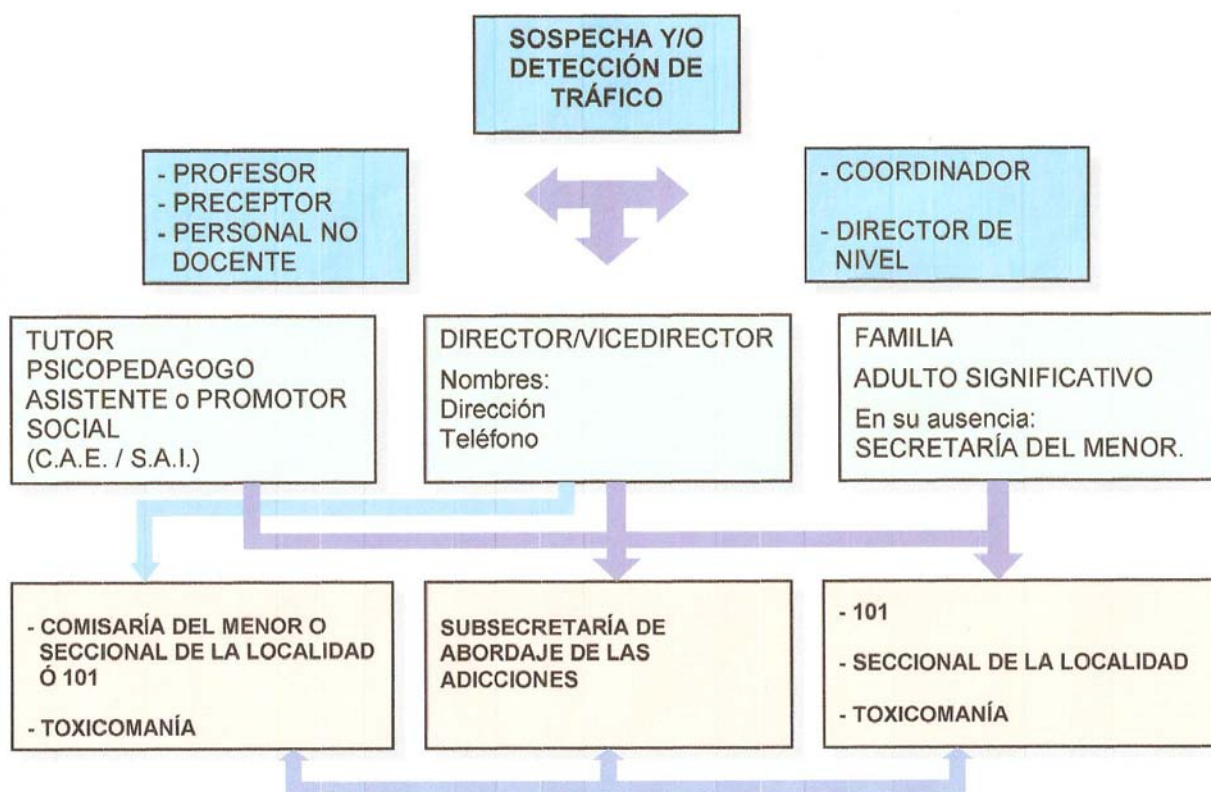 SOSPECHA Y/O
DETECCIÓN DE
TRÁFICO
- PROFESOR
- PRECEPTOR
- PERSONAL NO
DOCENTE
- COORDINADOR
- DIRECTOR DE
NIVEL
TUTOR
PSICOPEDAGOGO
ASISTENTE o PROMOTOR
SOCIAL
(C.A.E. / S.A.I.)
DIRECTOR/VICEDIRECTOR
Nombres:
Dirección
Teléfono
FAMILIA
ADULTO SIGNIFICATIVO
En su ausencia:
SECRETARÍA DEL MENOR.
- COMISARÍA DEL MENOR O
SECCIONAL DE LA LOCALIDAD
Ó 101
- TOXICOMANÍA
SUBSECRETARÍA DE
ABORDAJE DE LAS
ADICCIONES
- 101
- SECCIONAL DE LA LOCALIDAD
- TOXICOMANÍA